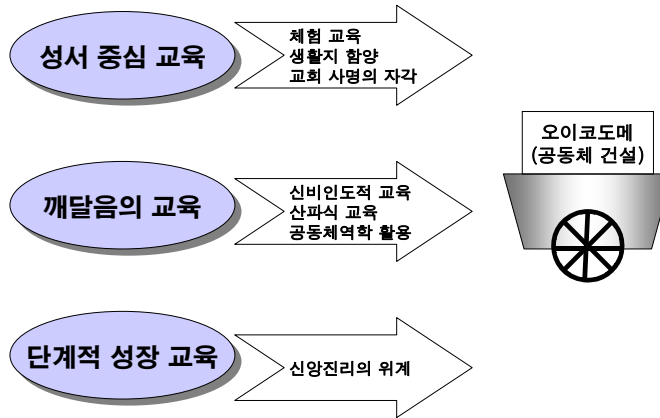 성서 중심 교육
체험 교육
생활지 함양
교회 사명의 자각
오이코도메
(공동체 건설)
깨달음의 교육
신비인도적 교육
산파식 교육
공동체역학 활용
단계적 성장 교육
신앙진리의 위계